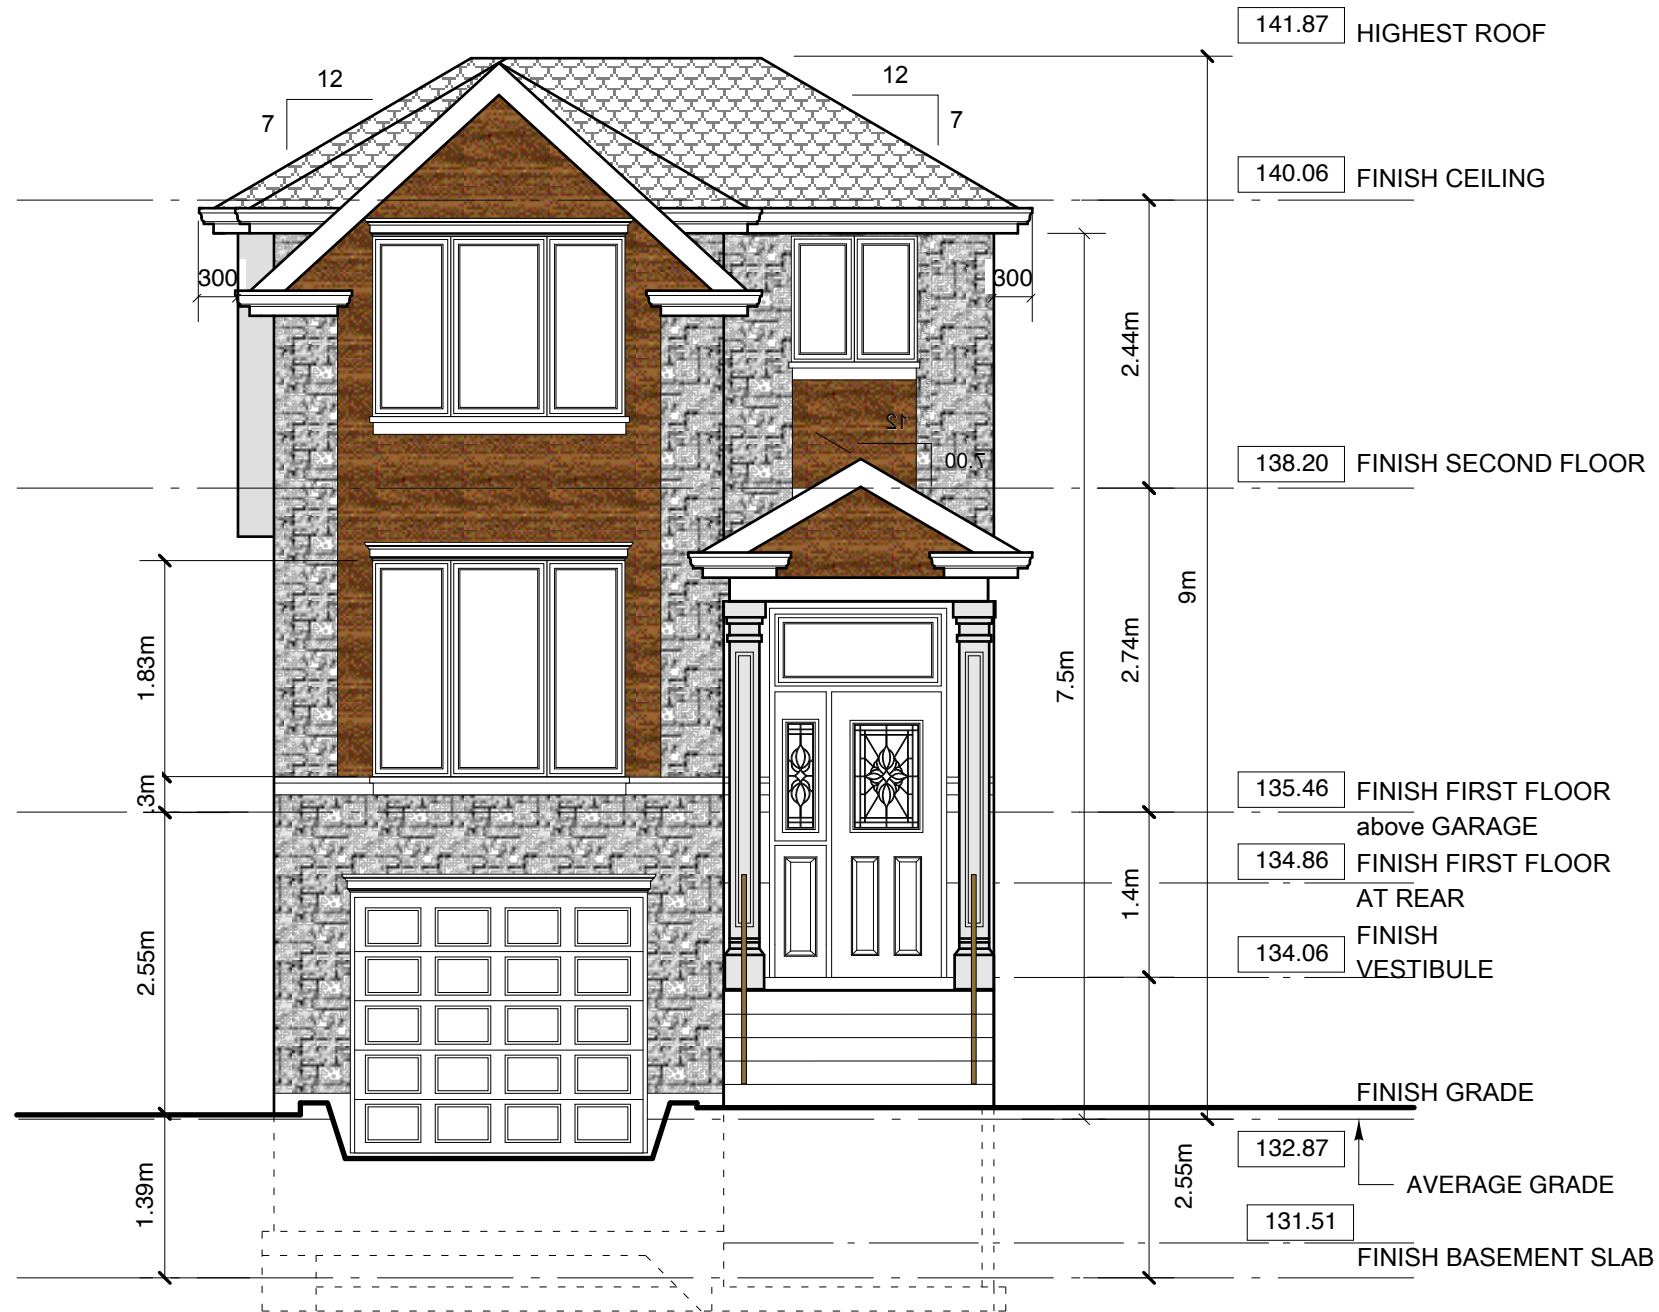 141.87 HIGHEST ROOF
12
12
7
7
140.06 FINISH CEILING
300
300
2.44m
12
7.00
138.20 FINISH SECOND FLOOR
9m
1.83m
2.74m
7.5m
.3m
135.46 FINISH FIRST FLOOR
above GARAGE
134.86 FINISH FIRST FLOOR
AT REAR
1.4m
2.55m
134.06 FINISH
VESTIBULE
FINISH GRADE
132.87
AVERAGE GRADE
1.39m
2.55m
131.51
FINISH BASEMENT SLAB